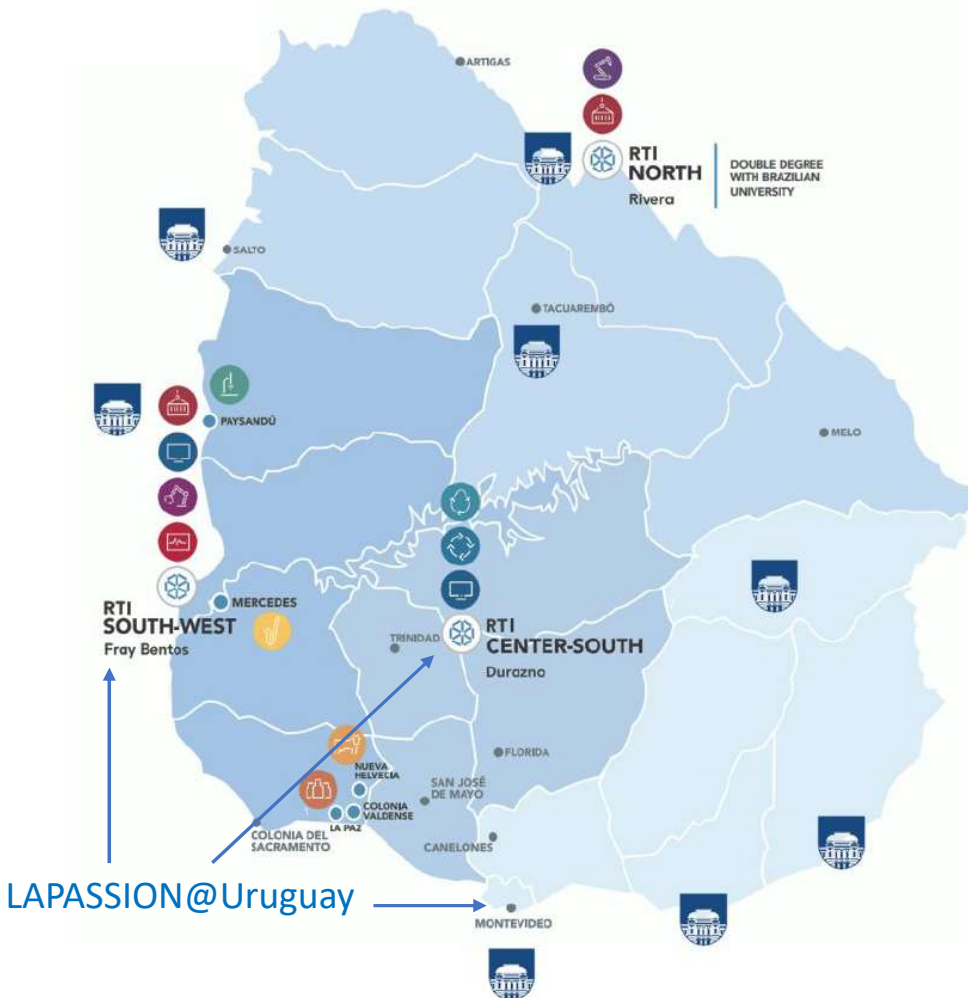 ARTIGAS
RTI
NORTH
Rivera
DOUBLE DEGREE
WITH BRAZILIAN
UNIVERSITY
SALTO
TACUAREMBÓ
PAYSANDÚ
MELO
RTI
SOUTH-WEST
Fray Bentos
MERCEDES
TRINIDAD
RTI
CENTER-SOUTH
Durazno
FLORIDA
NUEVA
HELVECIA
SAN JOSÉ
DE MAYO
COLONIA
VALDENSE
LA PAZ
COLONIA DEL
SACRAMENTO
CANELONES
LAPASSION@Uruguay
MONTEVIDEO